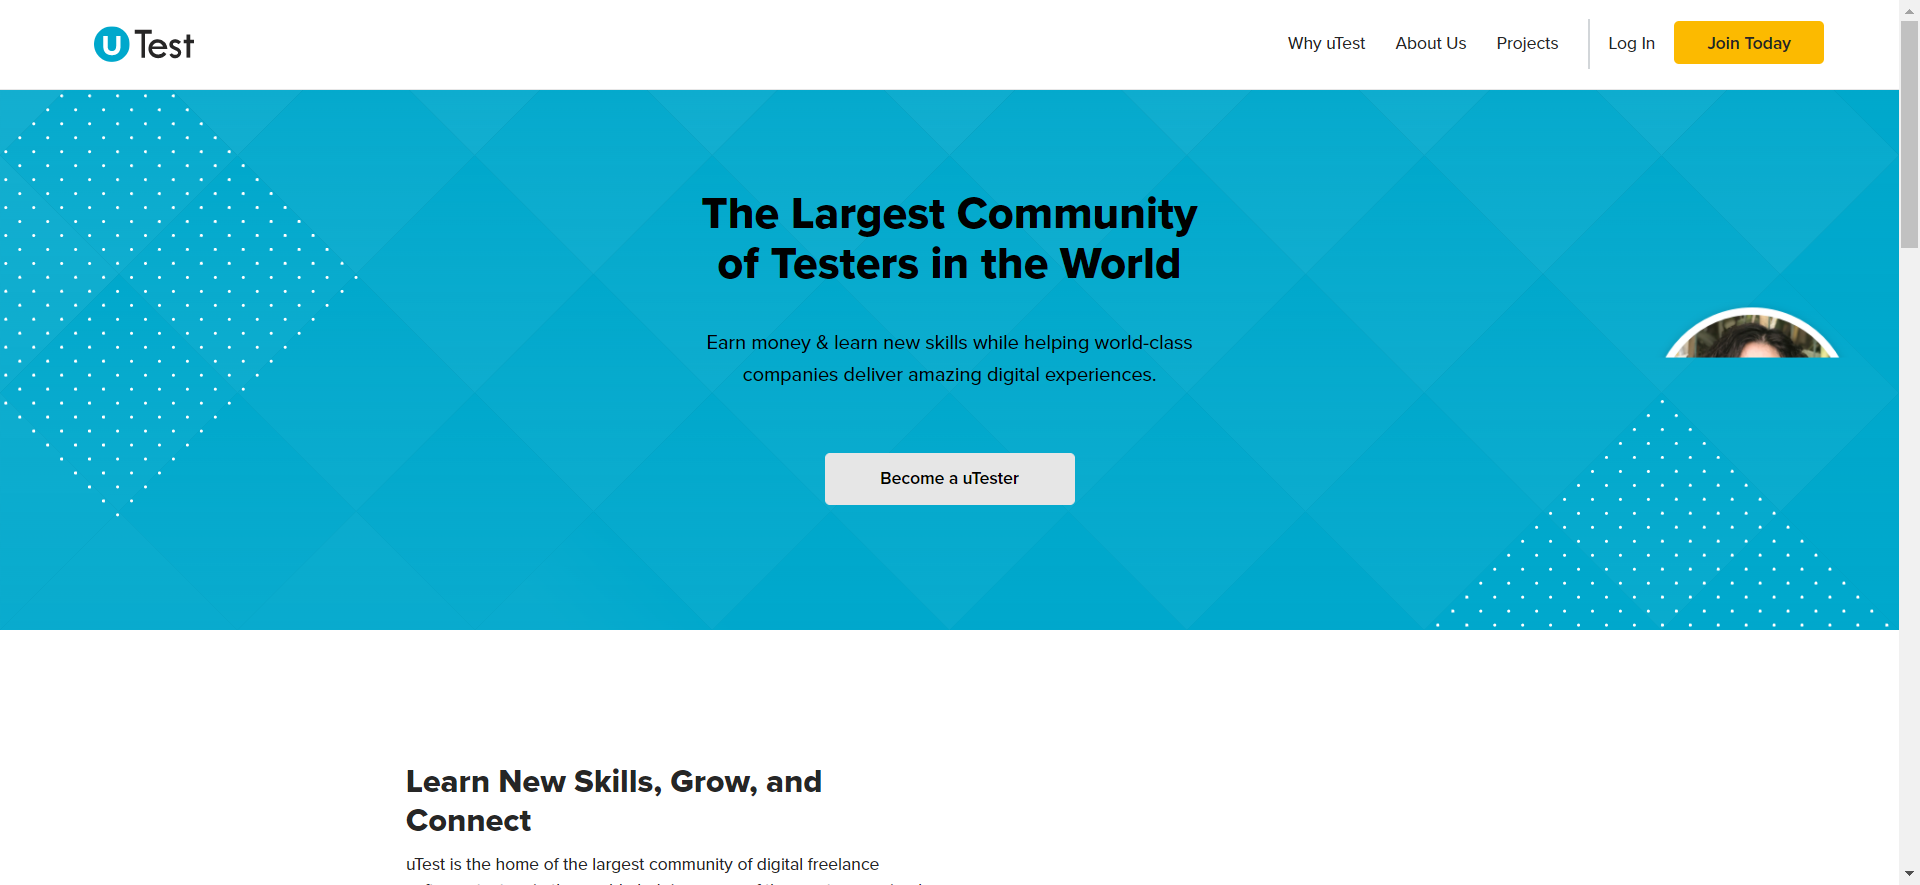 uTest
Why uTest
About Us
Projects
Log In
Join Today
The Largest Community
of Testers in the World
Earn money & learn new skills while helping world-class
companies deliver amazing digital experiences.
Become a uTester
Learn New Skills, Grow, and
Connect
uTest is the home of the largest community of digital freelance